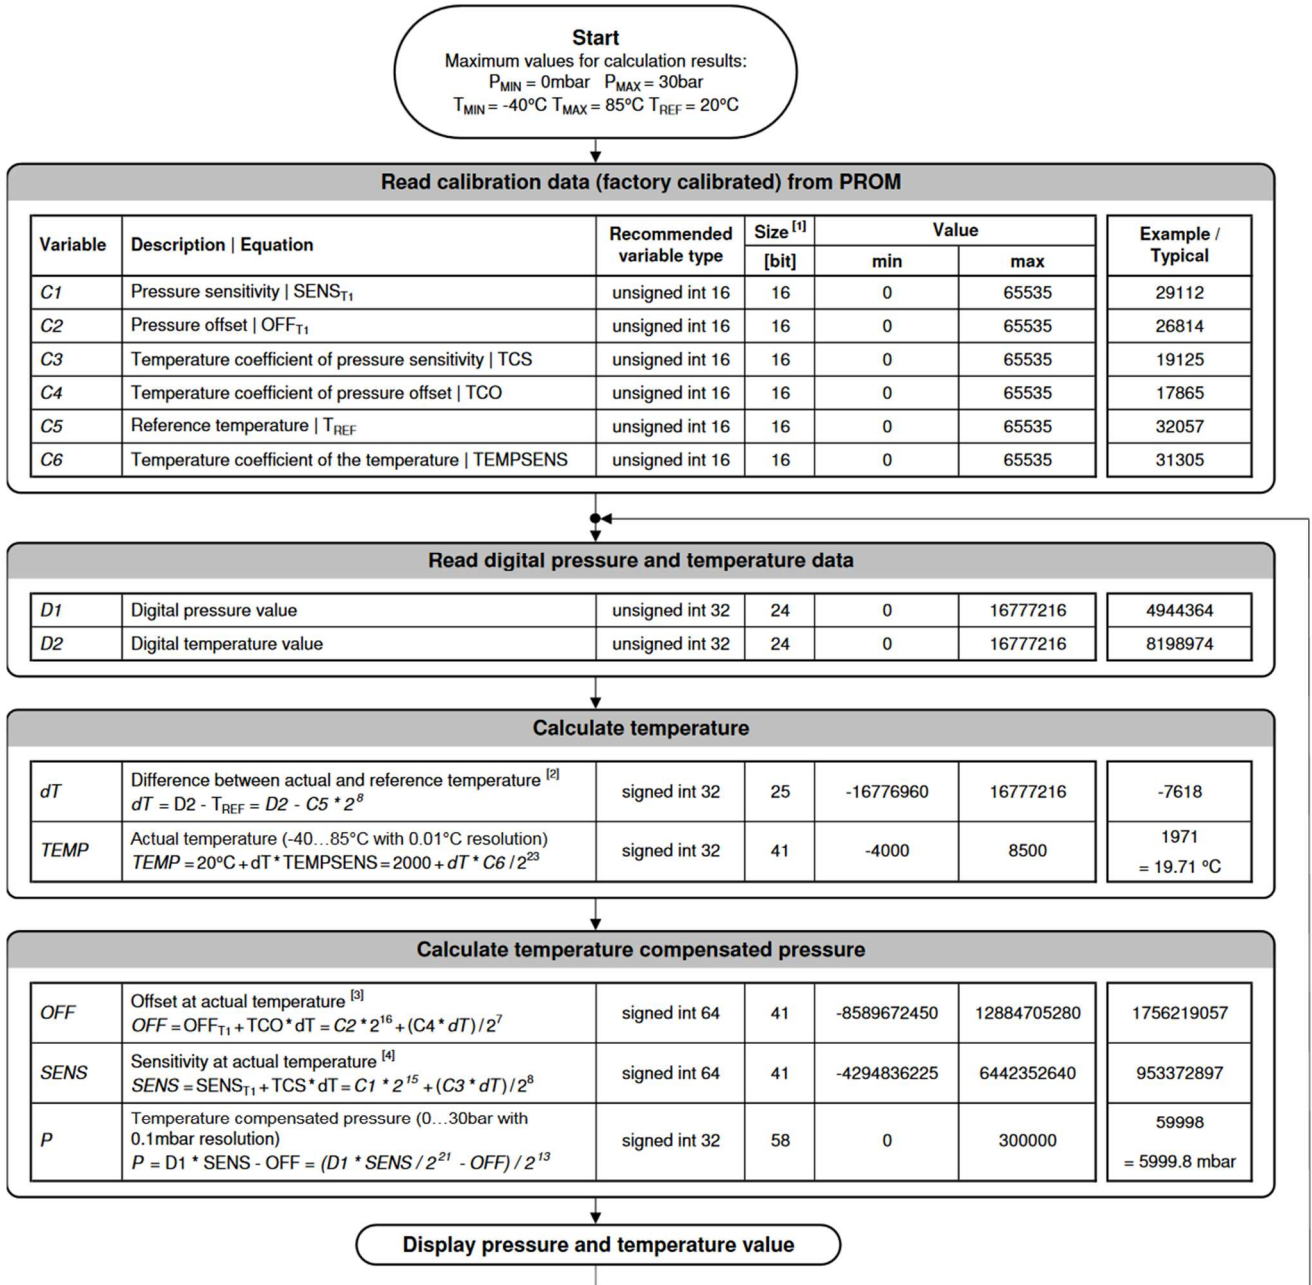 Start
Maximum values for calculation results:
PMIN = 0mbar PMAX = 30bar
TMIN = -40ºC TMAX = 85ºC TREF = 20ºC
Read calibration data (factory calibrated) from PROM
Variable Description | Equation Recommended variable type Size [1] [bit] Value min max Example / Typical
C1 Pressure sensitivity | SENST1 unsigned int 16 16 0 65535 29112
C2 Pressure offset | OFFT1 unsigned int 16 16 0 65535 26814
C3 Temperature coefficient of pressure sensitivity | TCS unsigned int 16 16 0 65535 19125
C4 Temperature coefficient of pressure offset | TCO unsigned int 16 16 0 65535 17865
C5 Reference temperature | TREF unsigned int 16 16 0 65535 32057
C6 Temperature coefficient of the temperature | TEMPSENS unsigned int 16 16 0 65535 31305
Read digital pressure and temperature data
D1 Digital pressure value unsigned int 32 24 0 16777216 4944364
D2 Digital temperature value unsigned int 32 24 0 16777216 8198974
Calculate temperature
Difference between actual and reference temperature [2]
dT signed int 32 25 -16776960 16777216 -7618
dT = D2 - TREF = D2 - C5 * 2^8
Actual temperature (-40…85°C with 0.01°C resolution) 1971
TEMP signed int 32 41 -4000 8500
TEMP = 20ºC + dT * TEMPSENS = 2000 + dT * C6 / 2^23 = 19.71 ºC
Calculate temperature compensated pressure
Offset at actual temperature [3]
OFF signed int 64 41 -8589672450 12884705280 1756219057
OFF = OFFT1 + TCO * dT = C2 * 2^16 + (C4 * dT) / 2^7
Sensitivity at actual temperature [4]
SENS signed int 64 41 -4294836225 6442352640 953372897
SENS = SENST1 + TCS * dT = C1 * 2^15 + (C3 * dT) / 2^8
Temperature compensated pressure (0…30bar with 59998
P 0.1mbar resolution) signed int 32 58 0 300000
P = D1 * SENS - OFF = (D1 * SENS / 2^21 - OFF) / 2^13 = 5999.8 mbar
Display pressure and temperature value